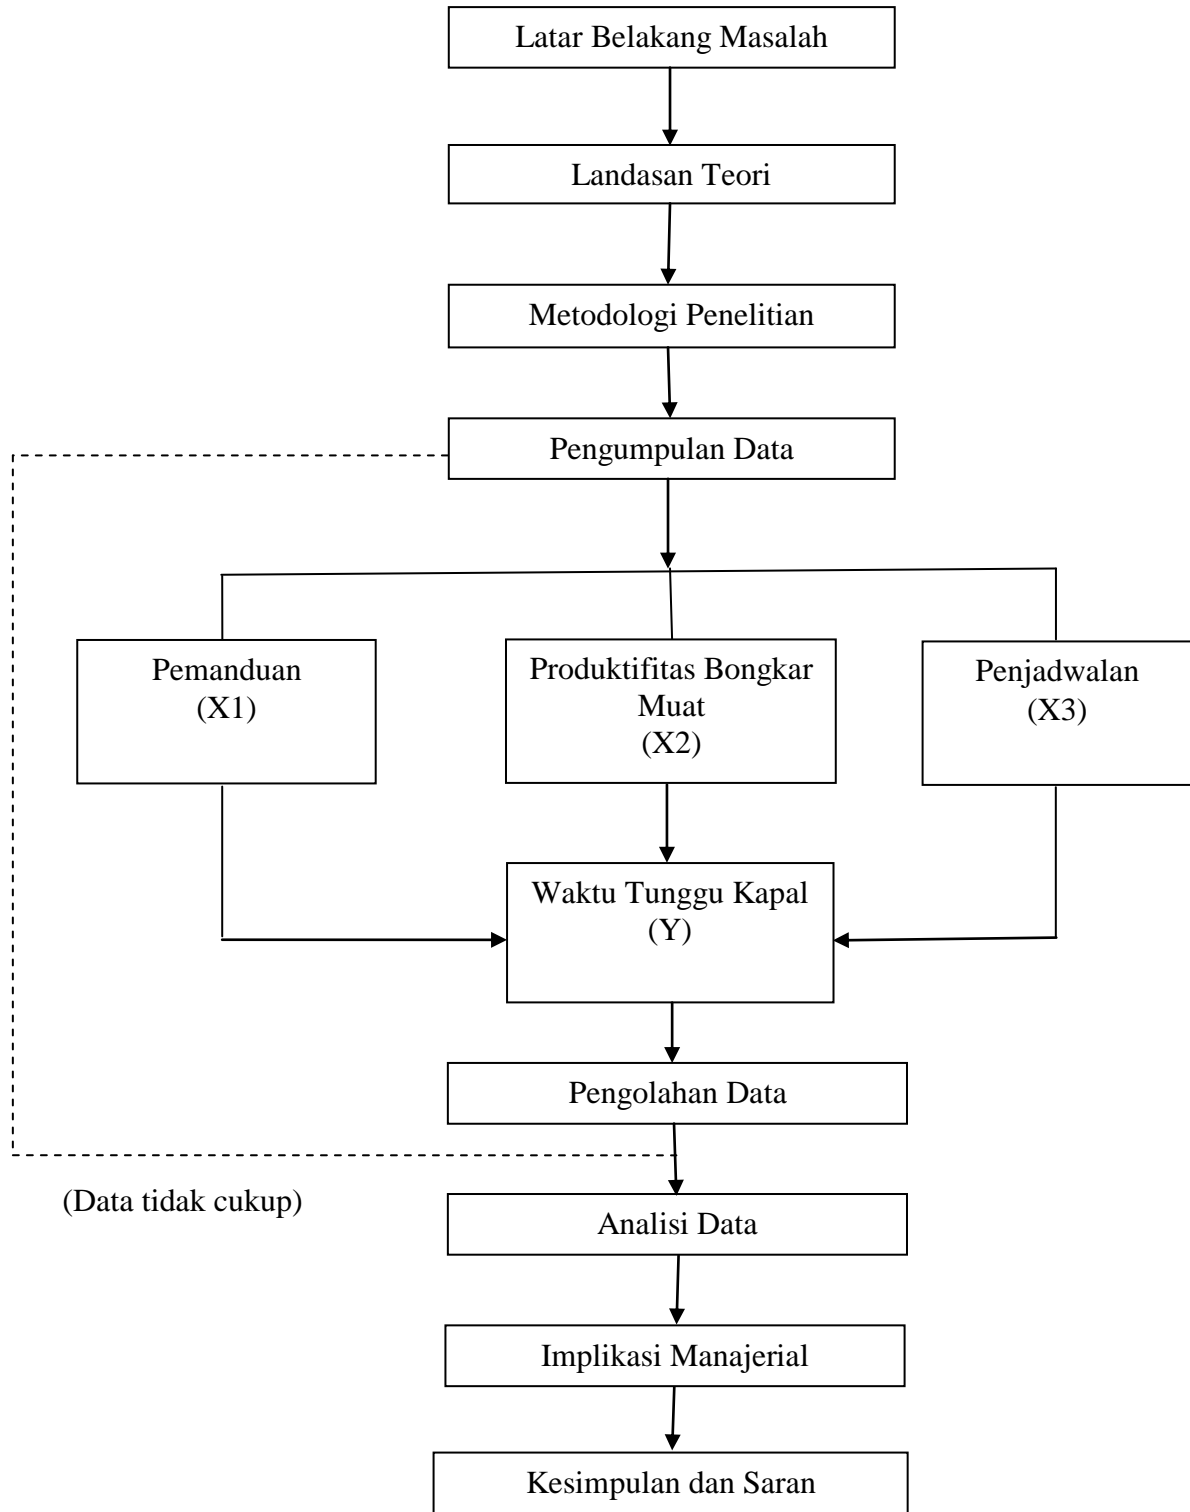 Latar Belakang Masalah
Landasan Teori
Metodologi Penelitian
Pengumpulan Data
Pemanduan
(X1)
Produktifitas Bongkar
Muat
(X2)
Penjadwalan
(X3)
Waktu Tunggu Kapal
(Y)
Pengolahan Data
(Data tidak cukup)
Analisi Data
Implikasi Manajerial
Kesimpulan dan Saran